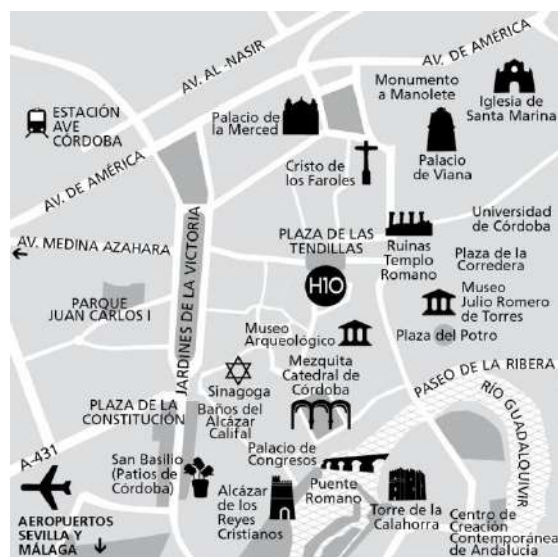 AV. AL -NASIR
AV. DE AMÉRICA
Monumento
a Manolete
Iglesia de
Santa Marina
ESTACIÓN
AVE
CÓRDOBA
Palacio de
la Merced
Cristo de
los Faroles
Palacio
de Viana
AV. DE AMÉRICA
PLAZA DE LAS
TENDILLAS
Universidad
de Córdoba
AV. MEDINA AZAHARA
Ruinas
Templo
Romano
Plaza de la
Corredera
JARDINES DE LA VICTORIA
H10
PARQUE
JUAN CARLOS I
Museo
Julio Romero
de Torres
Museo
Arqueológico
Plaza del Potro
Mezquita
Catedral de
Córdoba
PASEO DE LA RIBERA
RÍO GUADALQUIVIR
Sinagoga
PLAZA DE LA
CONSTITUCIÓN
Baños del
Alcázar
Califal
A-431
San Basilio
(Patios de
Córdoba)
Palacio de
Congresos
Puente
Romano
Alcázar
de los
Reyes
Cristianos
Torre de la
Calahorra
AEROPUERTOS
SEVILLA Y
MÁLAGA
Centro de
Creación
Contemporánea
de Andalucía